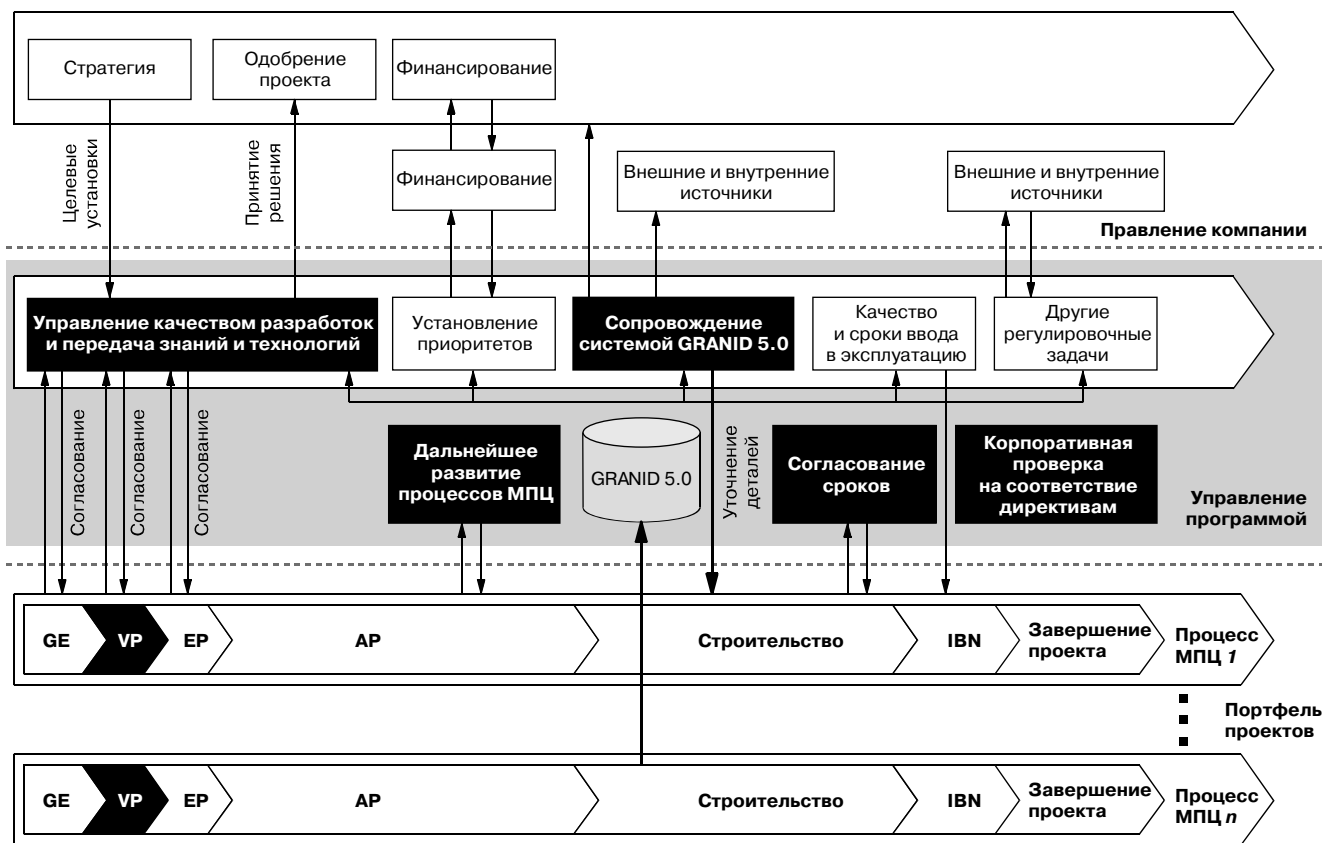 Стратегия
Одобрение
проекта
Финансирование
Целевые
установки
Принятие
решения
Финансирование
Внешние и внутренние
источники
Внешние и внутренние
источники
Правление компании
Управление качеством разработок
и передача знаний и технологий
Установление
приоритетов
Сопровождение
системой GRANID 5.0
Качество
и сроки ввода
в эксплуатацию
Другие
регулировочные
задачи
Согласование
Согласование
Согласование
Дальнейшее
развитие
процессов МПЦ
GRANID 5.0
Уточнение
деталей
Согласование
сроков
Корпоративная
проверка
на соответствие
директивам
Управление
программой
GE
VP
EP
AP
Строительство
IBN
Завершение
проекта
Процесс
МПЦ 1
Портфель
проектов
GE
VP
EP
AP
Строительство
IBN
Завершение
проекта
Процесс
МПЦ n